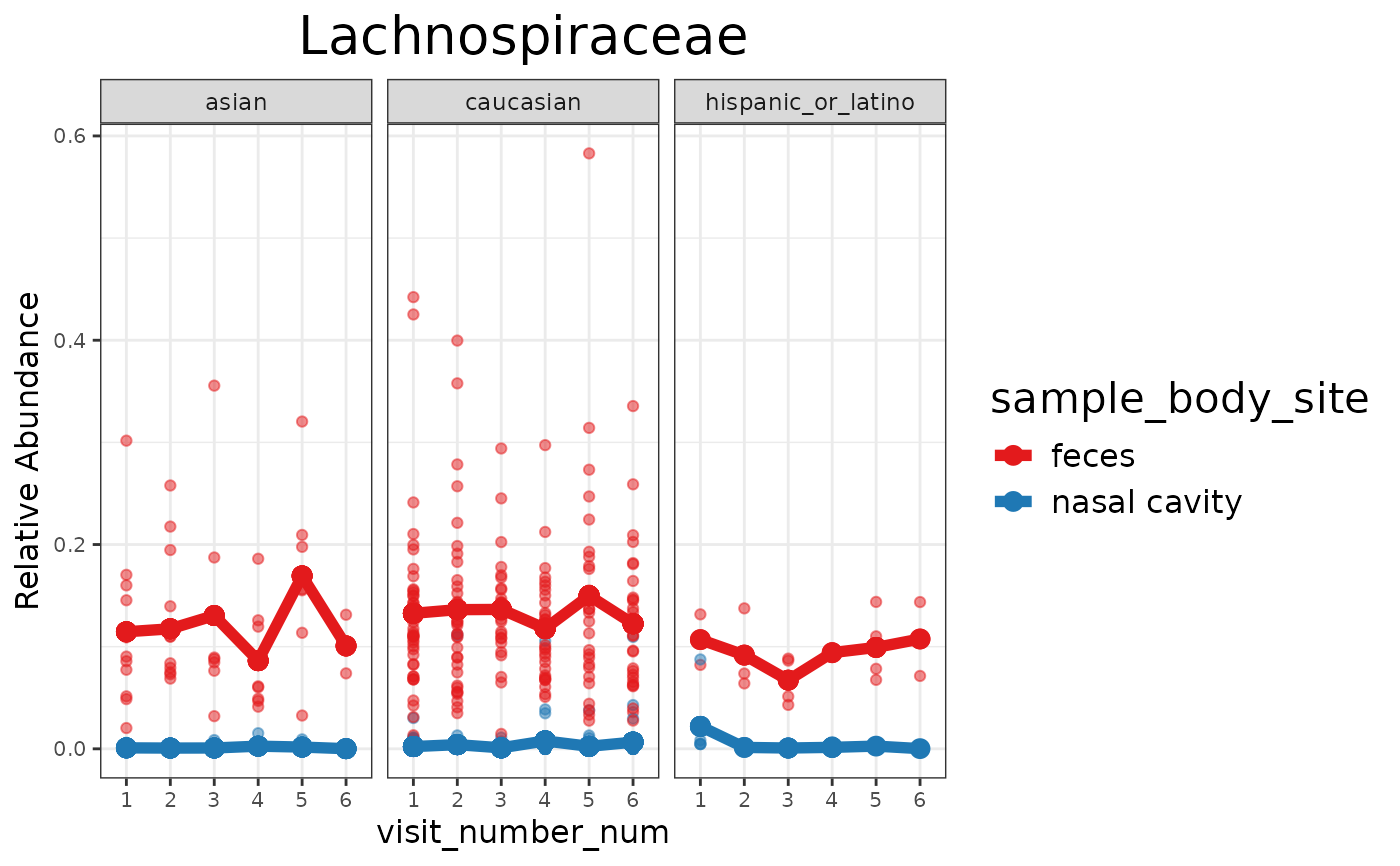 Lachnospiraceae
asian caucasian hispanic_or_latino
0.6
0.4
0.2
0.0
Relative Abundance
1 2 3 4 5 6 1 2 3 4 5 6 1 2 3 4 5 6
visit_number_num
sample_body_site
feces
nasal cavity